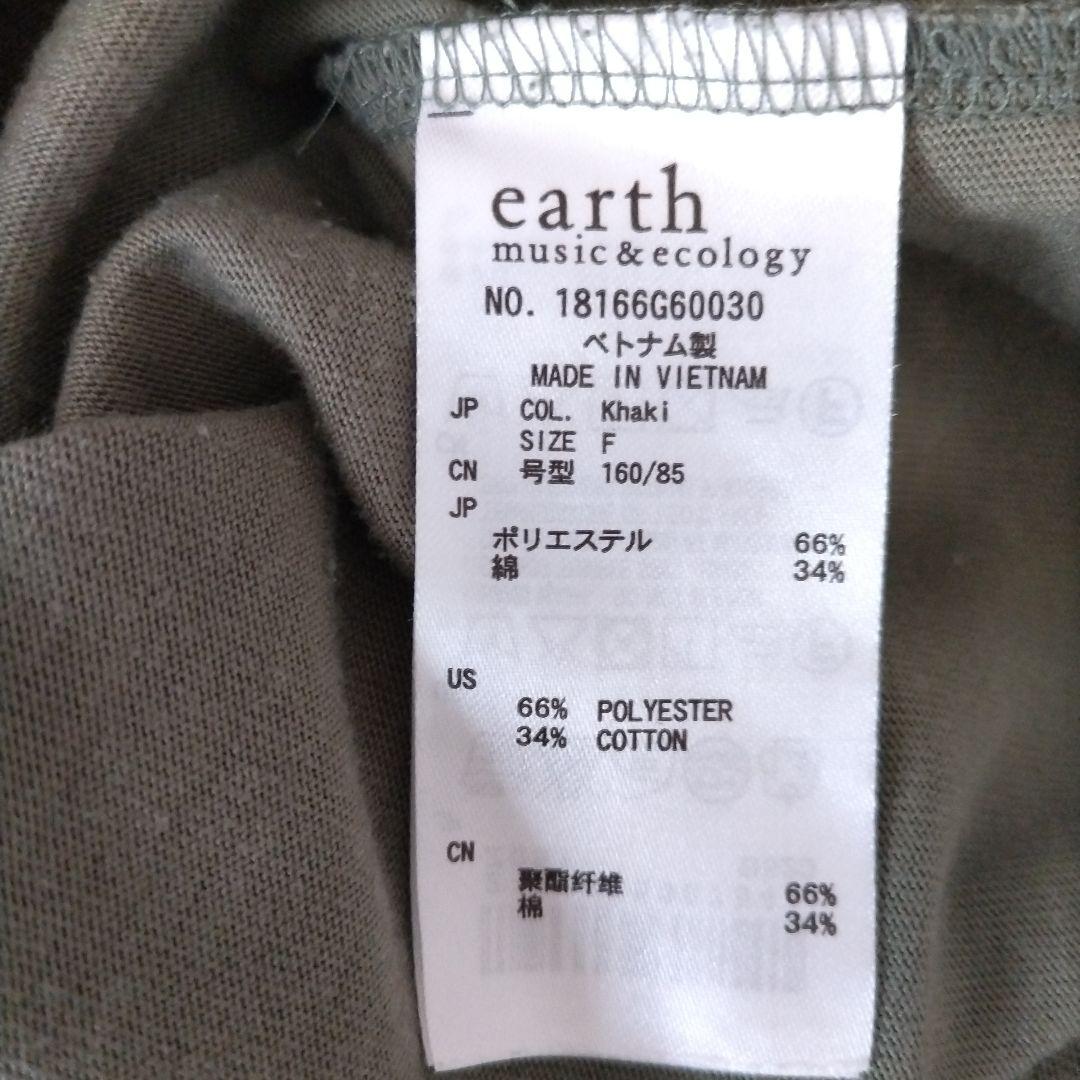 earth
music & ecology
NO. 18166G60030
ベトナム製
MADE IN VIETNAM
JP COL. Khaki
SIZE F
CN 号型 160/85
JP
ポリエステル 66%
綿 34%
US
66% POLYESTER
34% COTTON
CN
聚酯纤维 66%
棉 34%